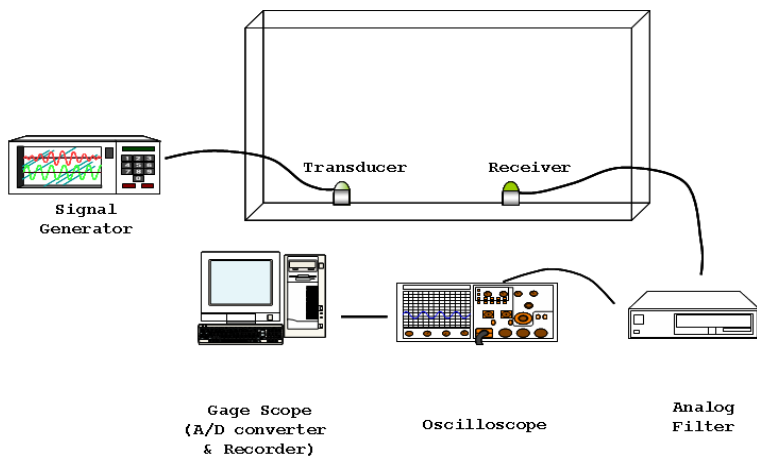 Transducer
Receiver
Signal
Generator
Gage Scope
(A/D converter
& Recorder)
Oscilloscope
Analog
Filter